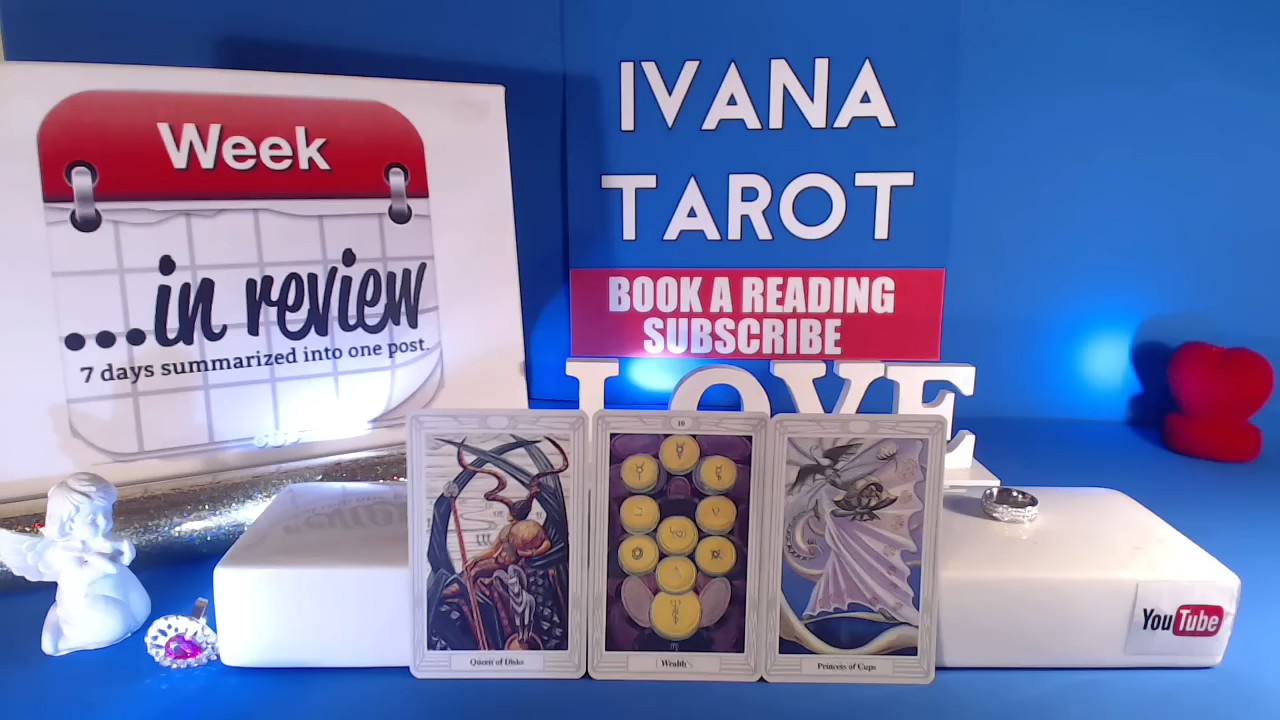 Week
...in review
7 days summarized into one post.
IVANA
TAROT
BOOK A READING
SUBSCRIBE
LOVE
10
Queen of Disks
Wealth
Princess of Cups
YouTube